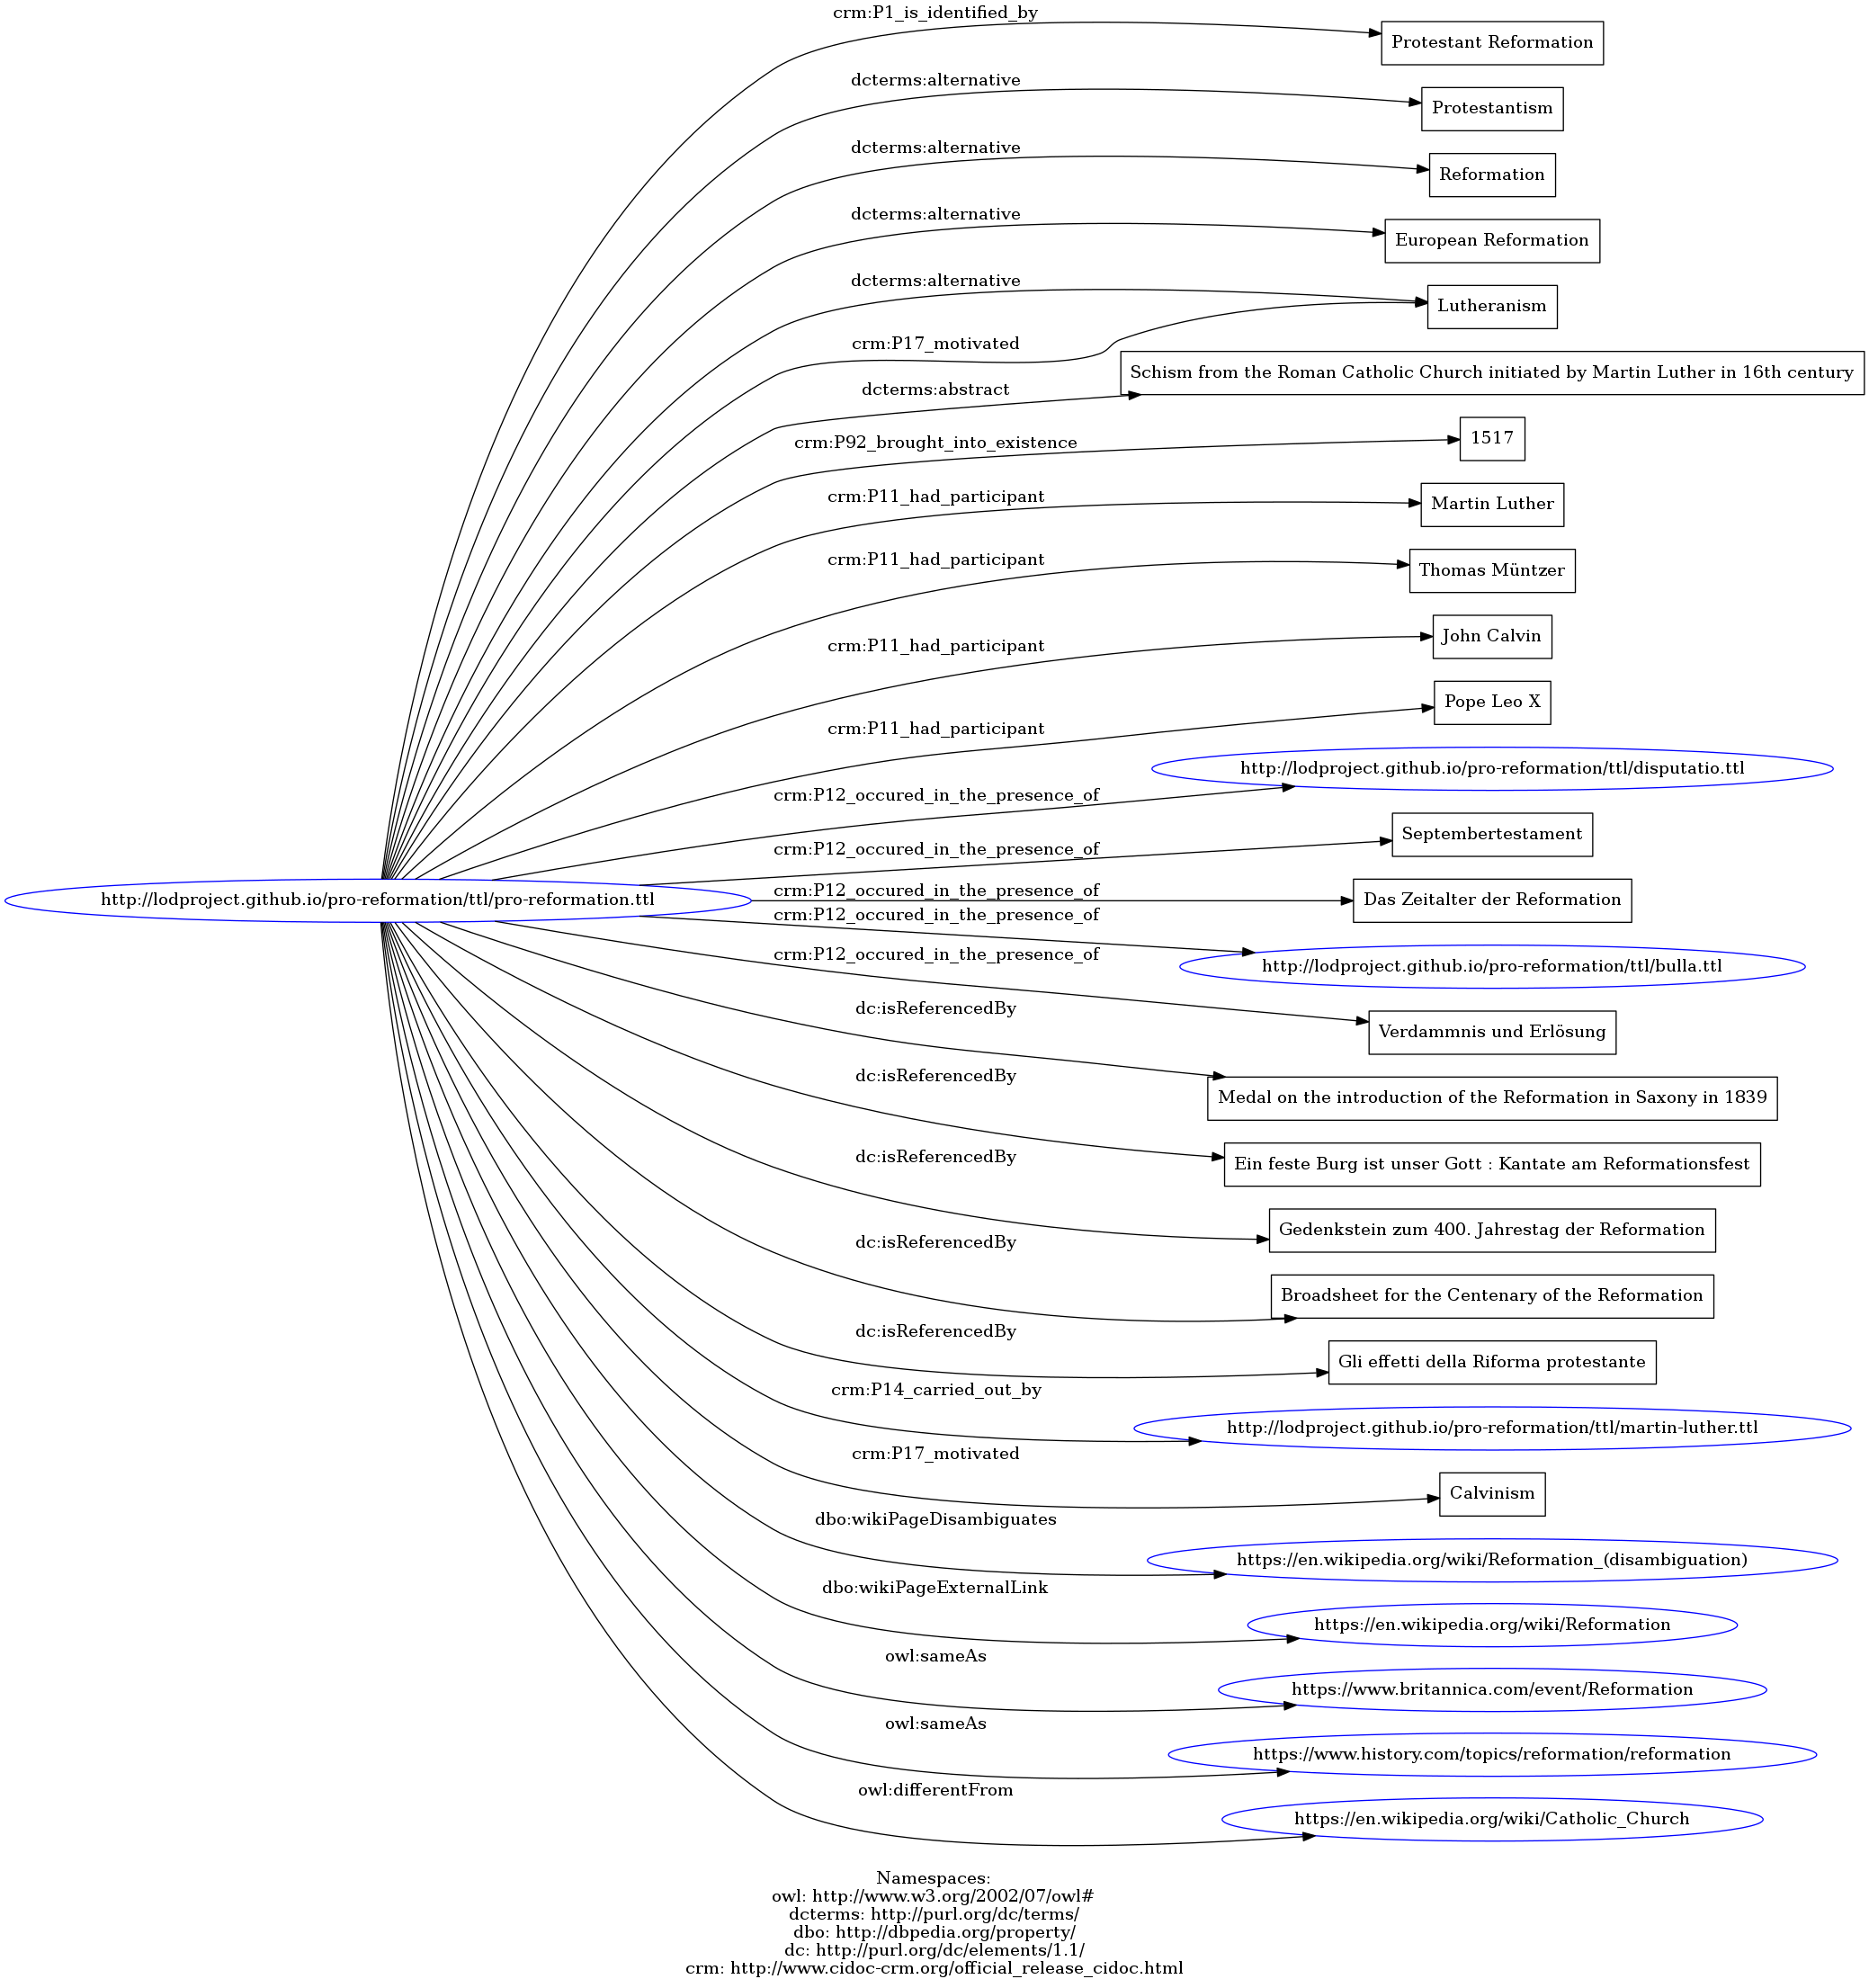 crm:P1_is_identified_by
Protestant Reformation
dcterms:alternative
Protestantism
dcterms:alternative
Reformation
dcterms:alternative
European Reformation
dcterms:alternative
Lutheranism
crm:P17_motivated
Schism from the Roman Catholic Church initiated by Martin Luther in 16th century
dcterms:abstract
crm:P92_brought_into_existence
1517
crm:P11_had_participant
Martin Luther
crm:P11_had_participant
Thomas Müntzer
crm:P11_had_participant
John Calvin
crm:P11_had_participant
Pope Leo X
http://lodproject.github.io/pro-reformation/ttl/disputatio.ttl
crm:P12_occured_in_the_presence_of
Septembertestament
crm:P12_occured_in_the_presence_of
http://lodproject.github.io/pro-reformation/ttl/pro-reformation.ttl
crm:P12_occured_in_the_presence_of
Das Zeitalter der Reformation
crm:P12_occured_in_the_presence_of
http://lodproject.github.io/pro-reformation/ttl/bulla.ttl
crm:P12_occured_in_the_presence_of
Verdammnis und Erlösung
dc:isReferencedBy
Medal on the introduction of the Reformation in Saxony in 1839
dc:isReferencedBy
Ein feste Burg ist unser Gott : Kantate am Reformationsfest
dc:isReferencedBy
Gedenkstein zum 400. Jahrestag der Reformation
dc:isReferencedBy
Broadsheet for the Centenary of the Reformation
dc:isReferencedBy
Gli effetti della Riforma protestante
crm:P14_carried_out_by
http://lodproject.github.io/pro-reformation/ttl/martin-luther.ttl
crm:P17_motivated
Calvinism
dbo:wikiPageDisambiguates
https://en.wikipedia.org/wiki/Reformation_(disambiguation)
dbo:wikiPageExternalLink
https://en.wikipedia.org/wiki/Reformation
owl:sameAs
https://www.britannica.com/event/Reformation
owl:sameAs
https://www.history.com/topics/reformation/reformation
owl:differentFrom
https://en.wikipedia.org/wiki/Catholic_Church
Namespaces:
owl: http://www.w3.org/2002/07/owl#
dcterms: http://purl.org/dc/terms/
dbo: http://dbpedia.org/property/
dc: http://purl.org/dc/elements/1.1/
crm: http://www.cidoc-crm.org/official_release_cidoc.html